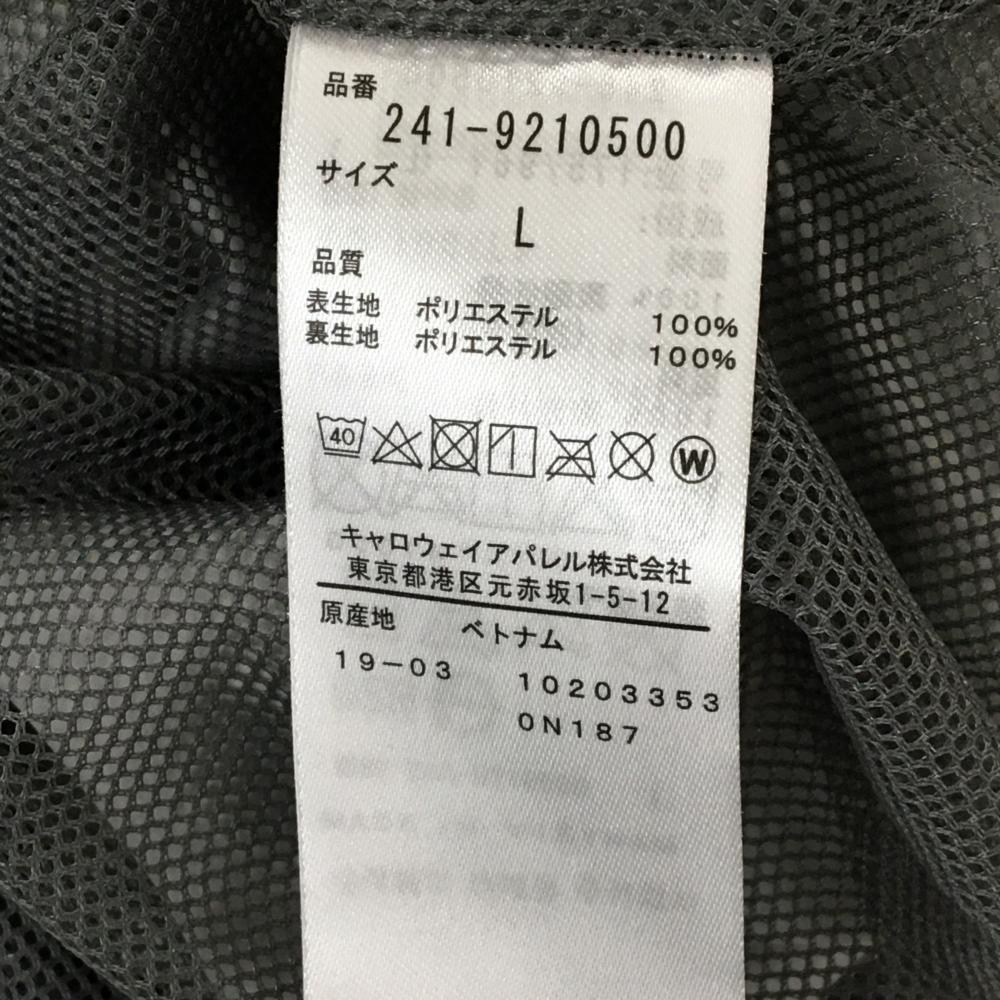 品番
241-9210500
サイズ
L
品質
表生地 ポリエステル 100%
裏生地 ポリエステル 100%
40 W
キャロウェイアパレル株式会社
東京都港区元赤坂1-5-12
原産地 ベトナム
19-03 10203353
0N187